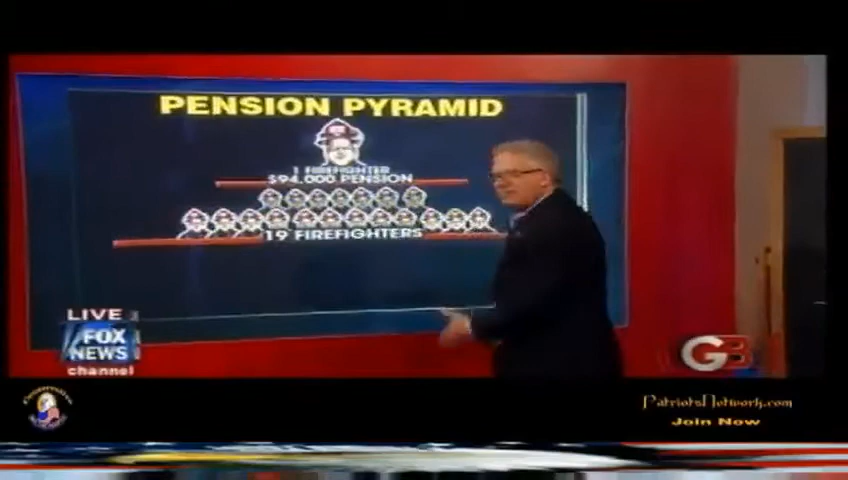 PENSION PYRAMID
1 FIREFIGHTER
$94,000 PENSION
19 FIREFIGHTERS
LIVE
FOX
NEWS
channel
GB
PatriotsNetwork.com
Join Now